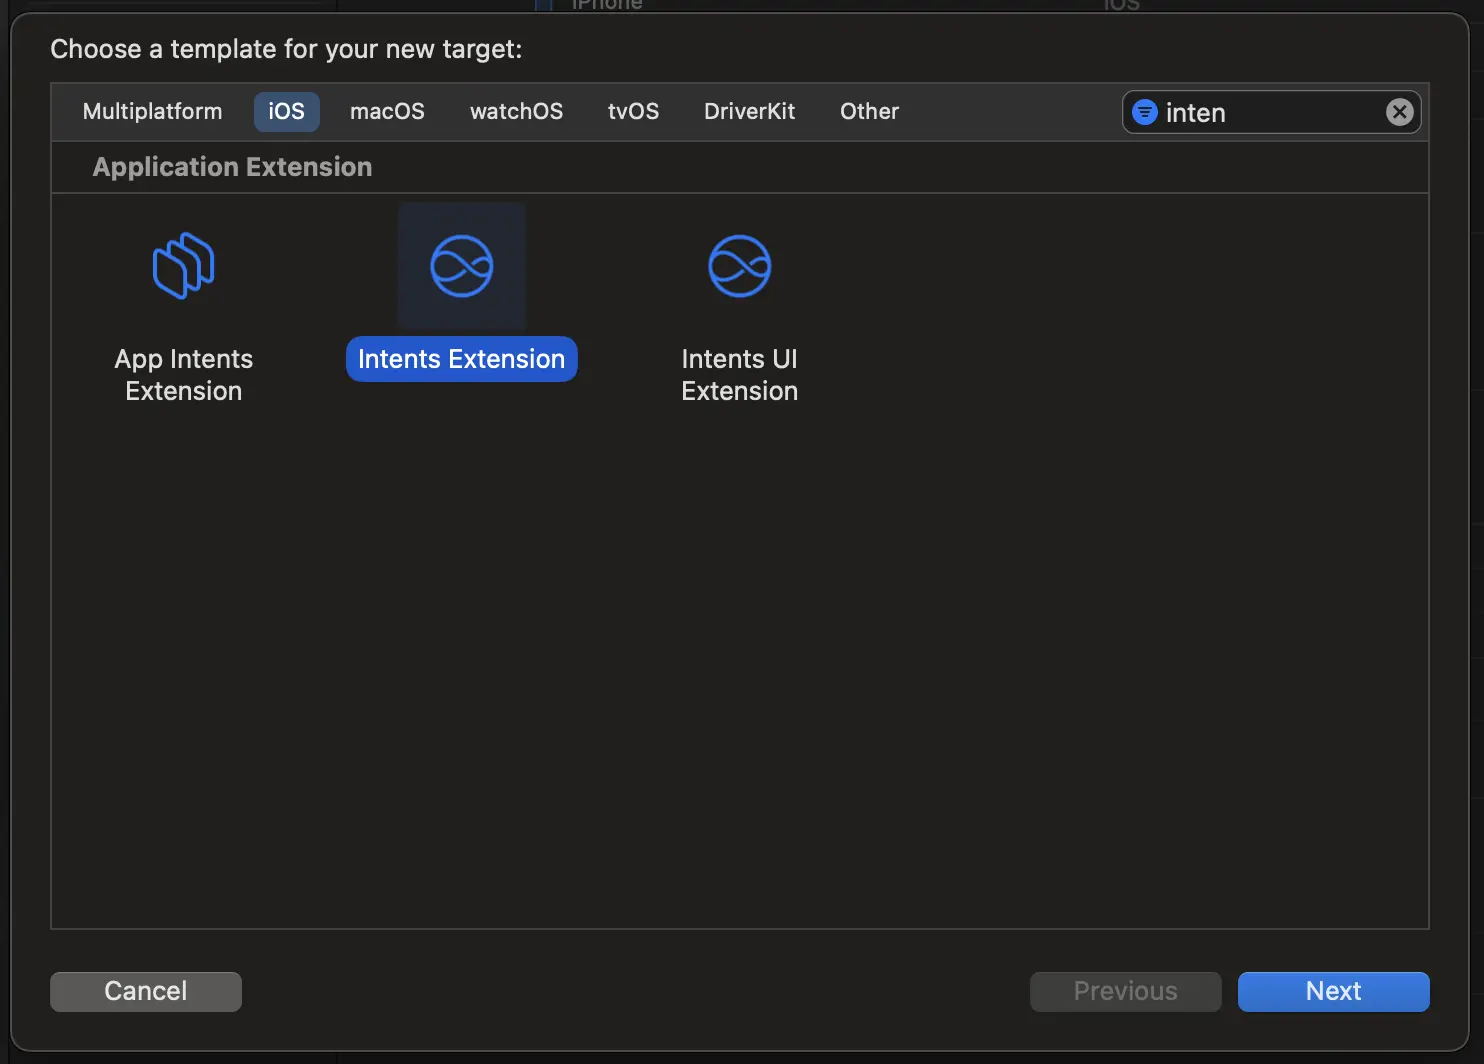 iPhone
iOS
Choose a template for your new target:
Multiplatform iOS macOS watchOS tvOS DriverKit Other inten
Application Extension
App Intents Extension
Intents Extension
Intents UI Extension
Cancel Previous Next